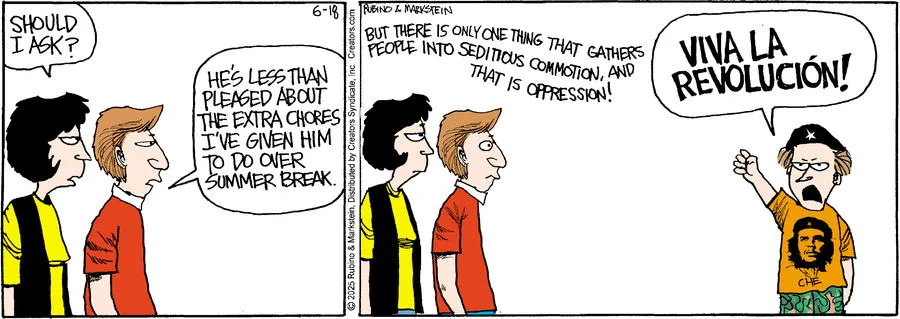 SHOULD
I ASK?
HE'S LESS THAN
PLEASED ABOUT
THE EXTRA CHORES
I'VE GIVEN HIM
TO DO OVER
SUMMER BREAK.
6-18
© 2025 Rubino & Markstein, Distributed by Creators Syndicate, Inc. Creators.com
RUBINO & MARKSTEIN
BUT THERE IS ONLY ONE THING THAT GATHERS
PEOPLE INTO SEDITIOUS COMMOTION, AND
THAT IS OPPRESSION!
VIVA LA
REVOLUCIÓN!
CHE